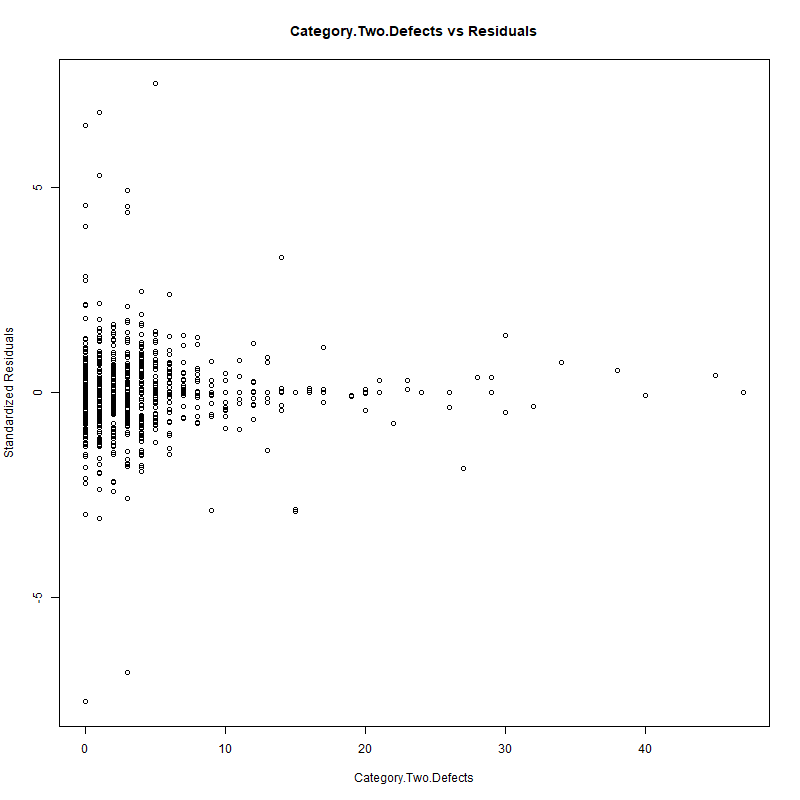 Category.Two.Defects vs Residuals
Standardized Residuals
5
0
-5
0 10 20 30 40
Category.Two.Defects